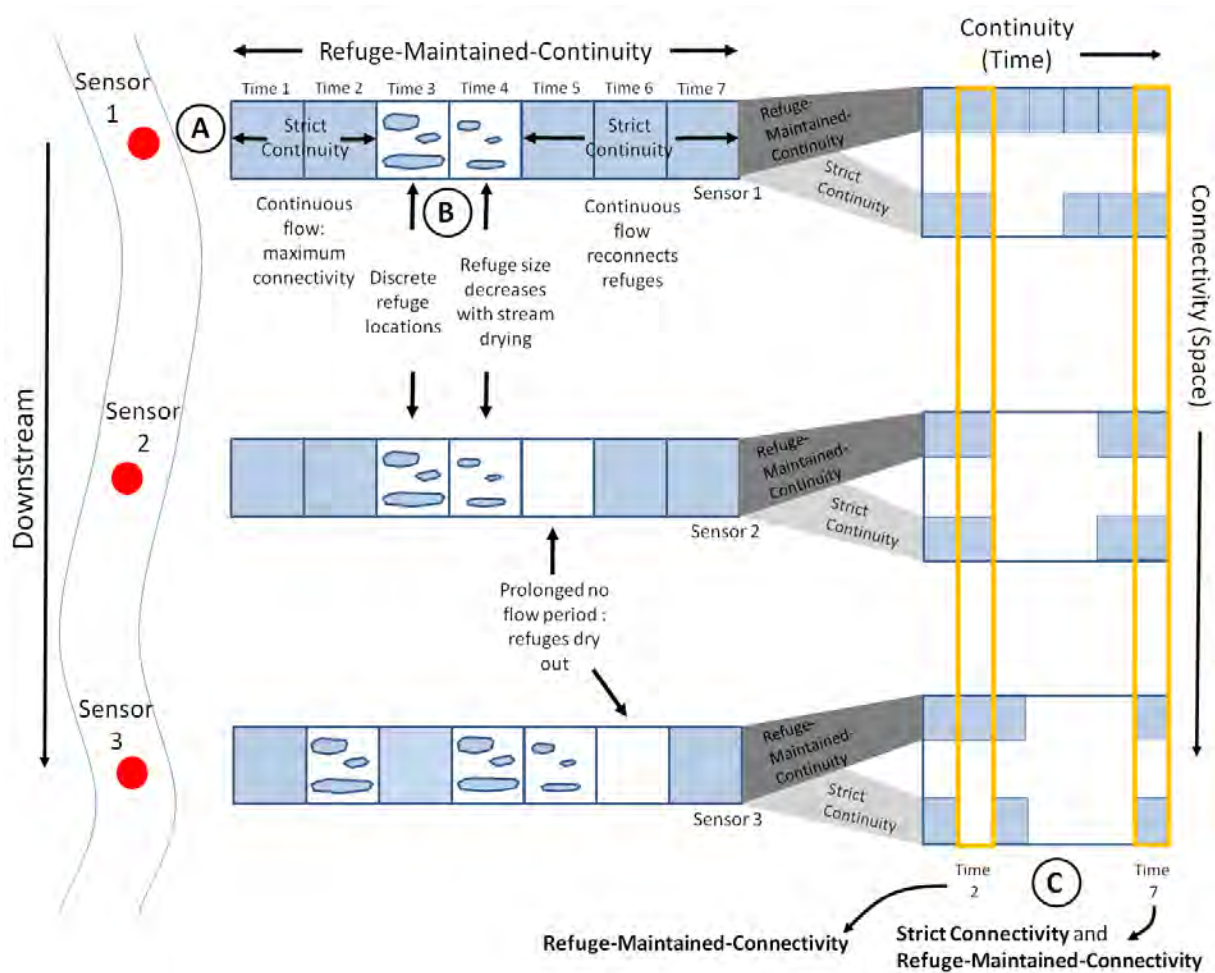 Refuge-Maintained-Continuity
Continuity
(Time)
Sensor
1
A
Time 1
Time 2
Time 3
Time 4
Time 5
Time 6
Time 7
Strict
Continuity
Strict
Continuity
Sensor 1
Refuge-
Maintained-
Continuity
Strict
Continuity
B
Continuous
flow:
maximum
connectivity
Discrete
refuge
locations
Refuge size
decreases
with stream
drying
Continuous
flow
reconnects
refuges
Connectivity (Space)
Downstream
Sensor
2
Sensor 2
Refuge-
Maintained-
Continuity
Strict
Continuity
Prolonged no
flow period :
refuges dry
out
Sensor
3
Sensor 3
Refuge-
Maintained-
Continuity
Strict
Continuity
Time
2
C
Time
7
Refuge-Maintained-Connectivity
Strict Connectivity and
Refuge-Maintained-Connectivity